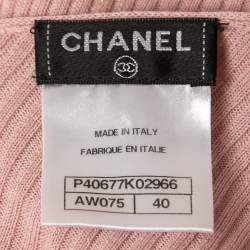 CHANEL
MADE IN ITALY
FABRIQUE EN ITALIE
P40677K02966
AW075 40